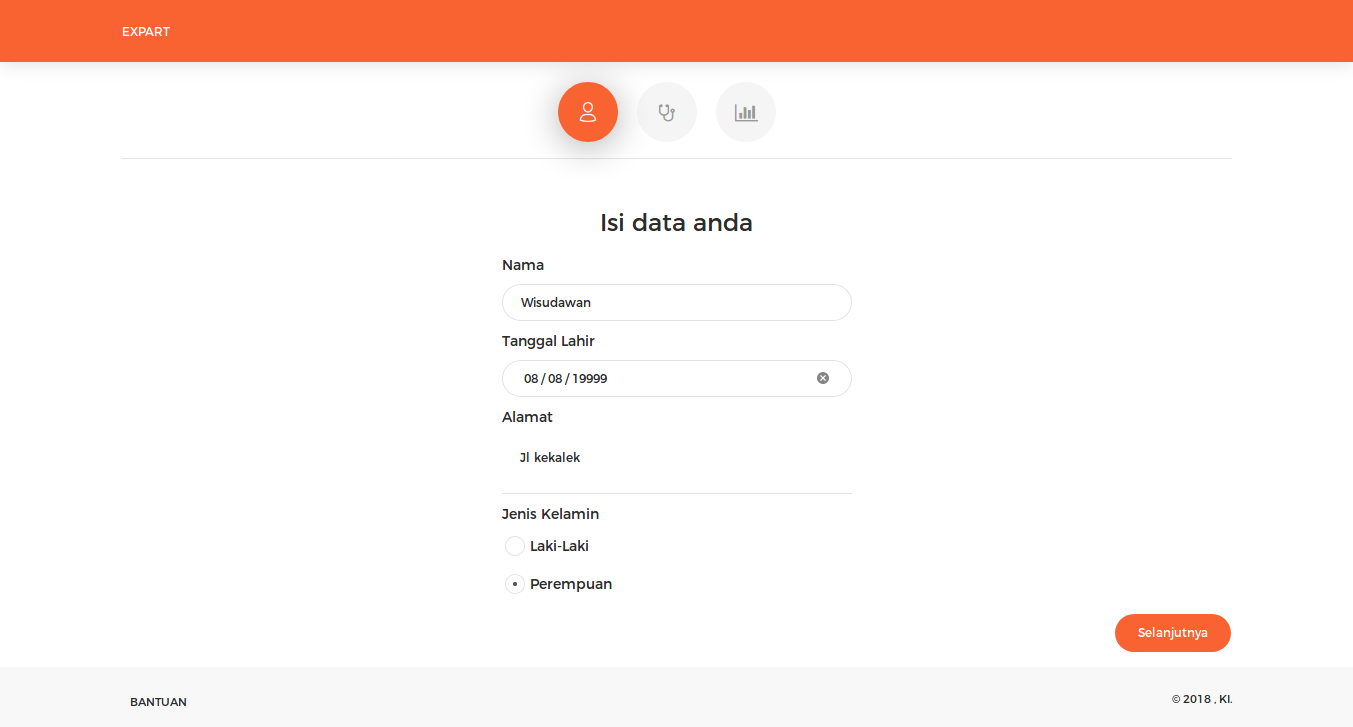 EXPART
Isi data anda
Nama
Wisudawan
Tanggal Lahir
08 / 08 / 19999
Alamat
Jl kekalek
Jenis Kelamin
Laki-Laki
Perempuan
Selanjutnya
BANTUAN
© 2018 , KI.